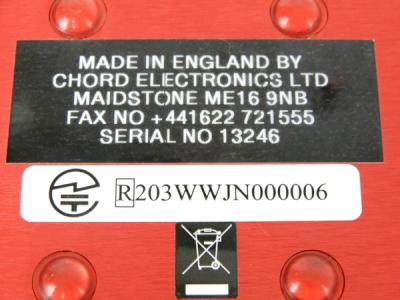 MADE IN ENGLAND BY
CHORD ELECTRONICS LTD
MAIDSTONE ME16 9NB
FAX NO +441622 721555
SERIAL NO 13246
R203WWJN000006